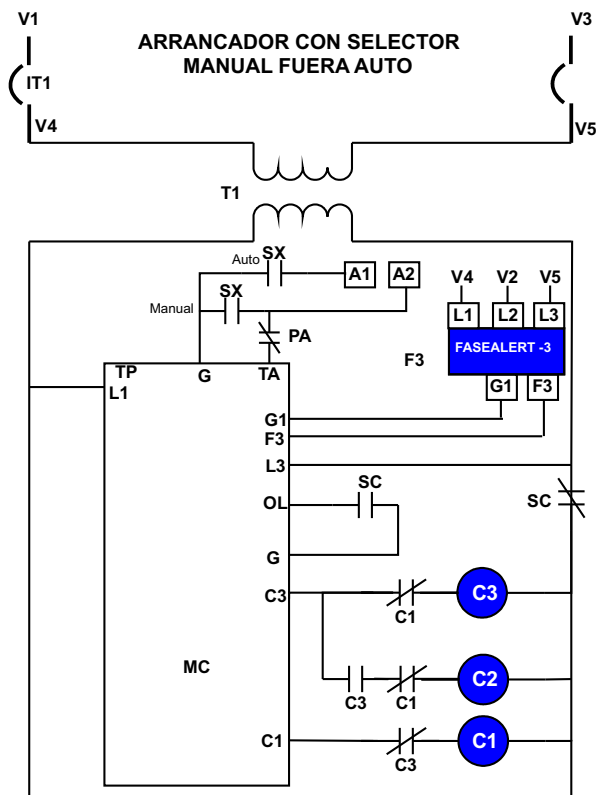 V1
V3
ARRANCADOR CON SELECTOR
MANUAL FUERA AUTO
IT1
V4
V5
T1
Auto
SX
A1
A2
SX
Manual
PA
V4
V2
V5
L1
L2
L3
FASEALERT -3
F3
G1
F3
TP
G
TA
L1
G1
F3
L3
SC
OL
SC
G
C3
C3
C1
MC
C2
C3
C1
C1
C1
C3